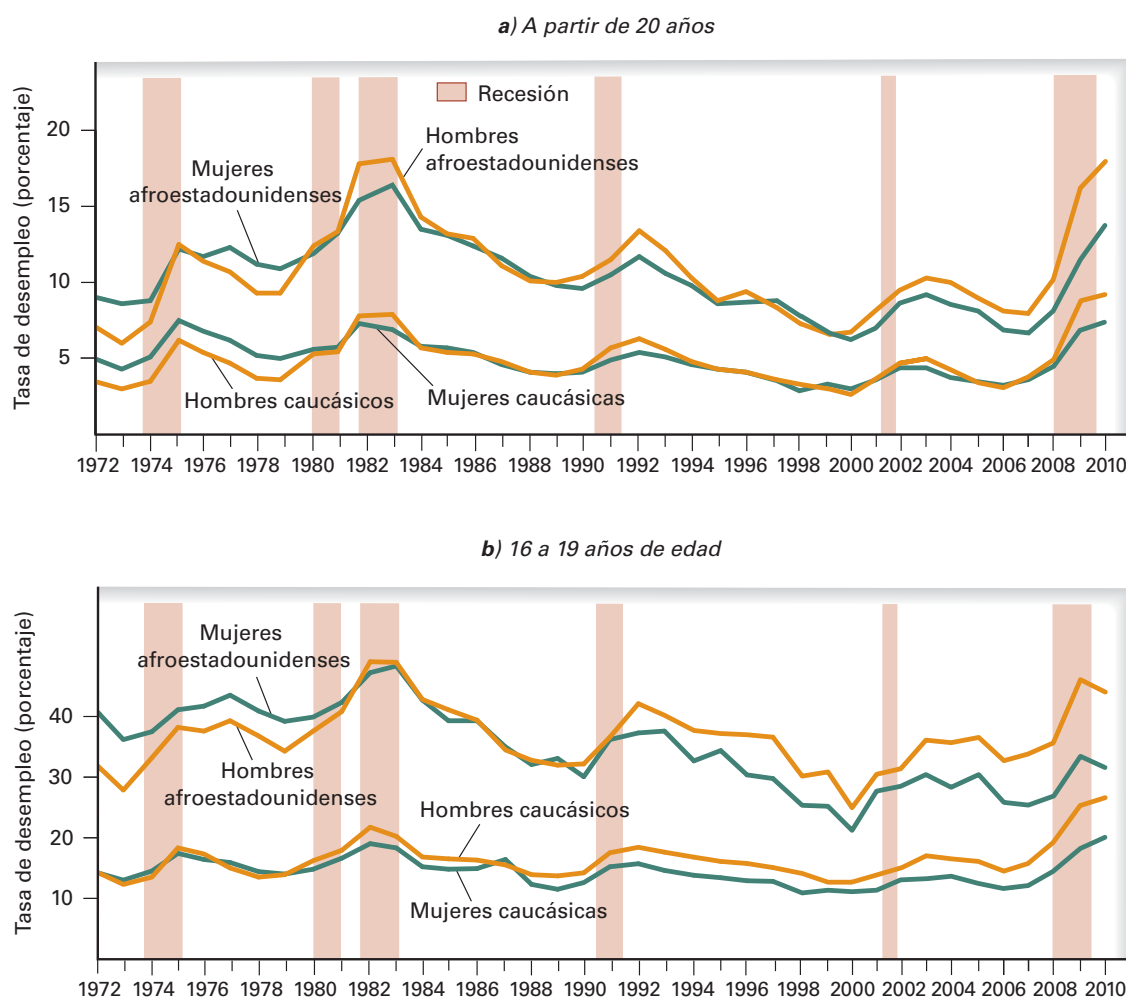 a) A partir de 20 años
Tasa de desempleo (porcentaje)
20
15
10
5
Recesión
Hombres
afroestadounidenses
Mujeres
afroestadounidenses
Hombres caucásicos
Mujeres caucásicas
1972 1974 1976 1978 1980 1982 1984 1986 1988 1990 1992 1994 1996 1998 2000 2002 2004 2006 2008 2010
b) 16 a 19 años de edad
Tasa de desempleo (porcentaje)
40
30
20
10
Mujeres
afroestadounidenses
Hombres
afroestadounidenses
Hombres caucásicos
Mujeres caucásicas
1972 1974 1976 1978 1980 1982 1984 1986 1988 1990 1992 1994 1996 1998 2000 2002 2004 2006 2008 2010